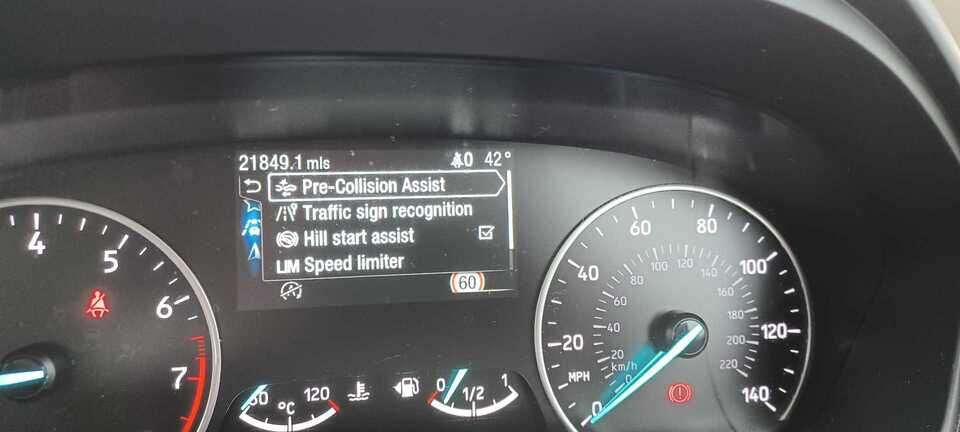 21849.1 mls 0 42°
Pre-Collision Assist
Traffic sign recognition
Hill start assist
LIM Speed limiter
60
4
5
6
7
60 120
°C
0 1/2 1
0 20 40 60 80 100 120 140
MPH
0 20 40 60 80 100 120 140 160 180 200 220
km/h